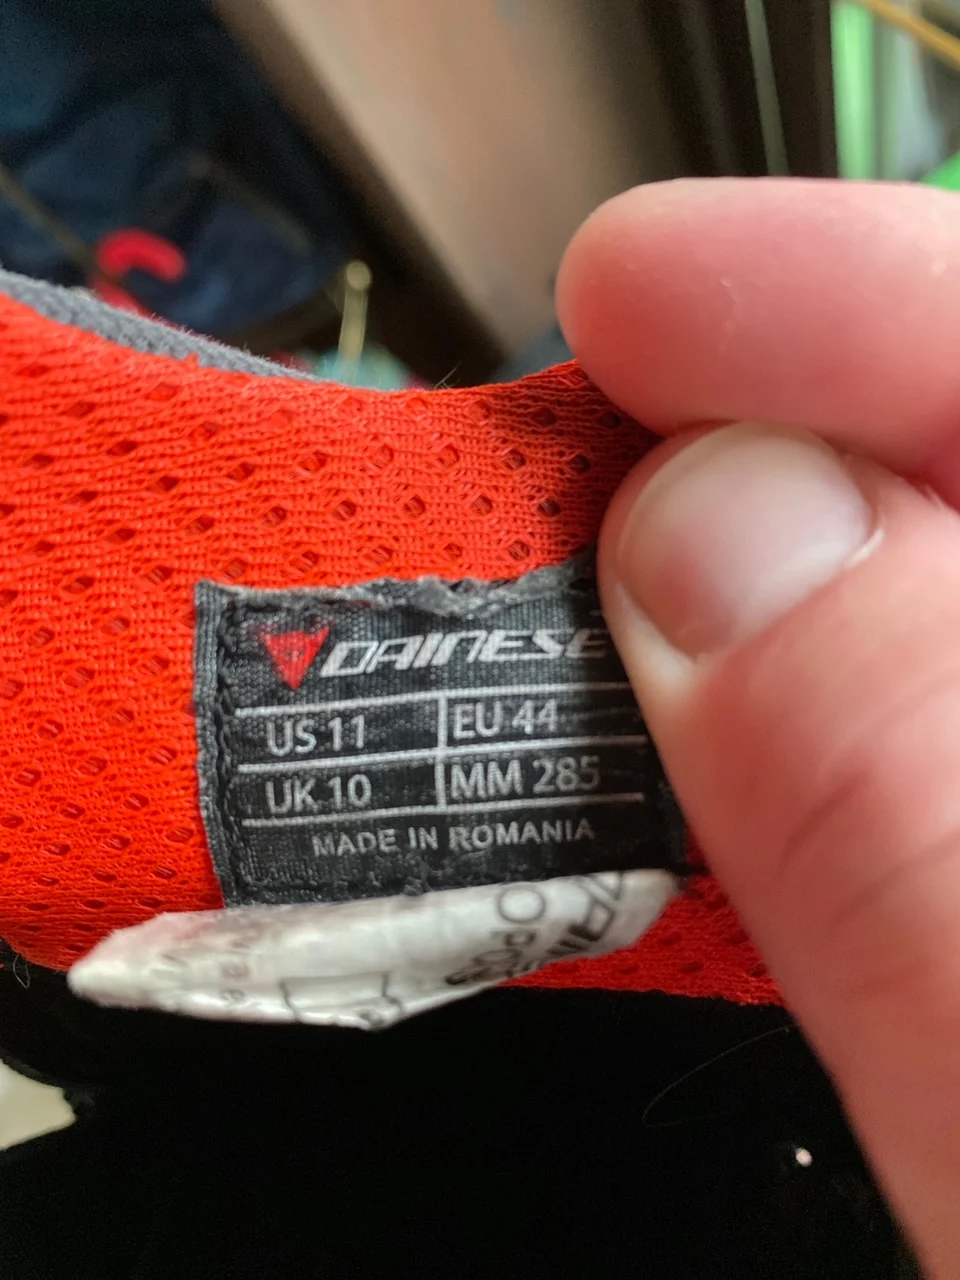 DAINESE
US 11 EU 44
UK 10 MM 285
MADE IN ROMANIA